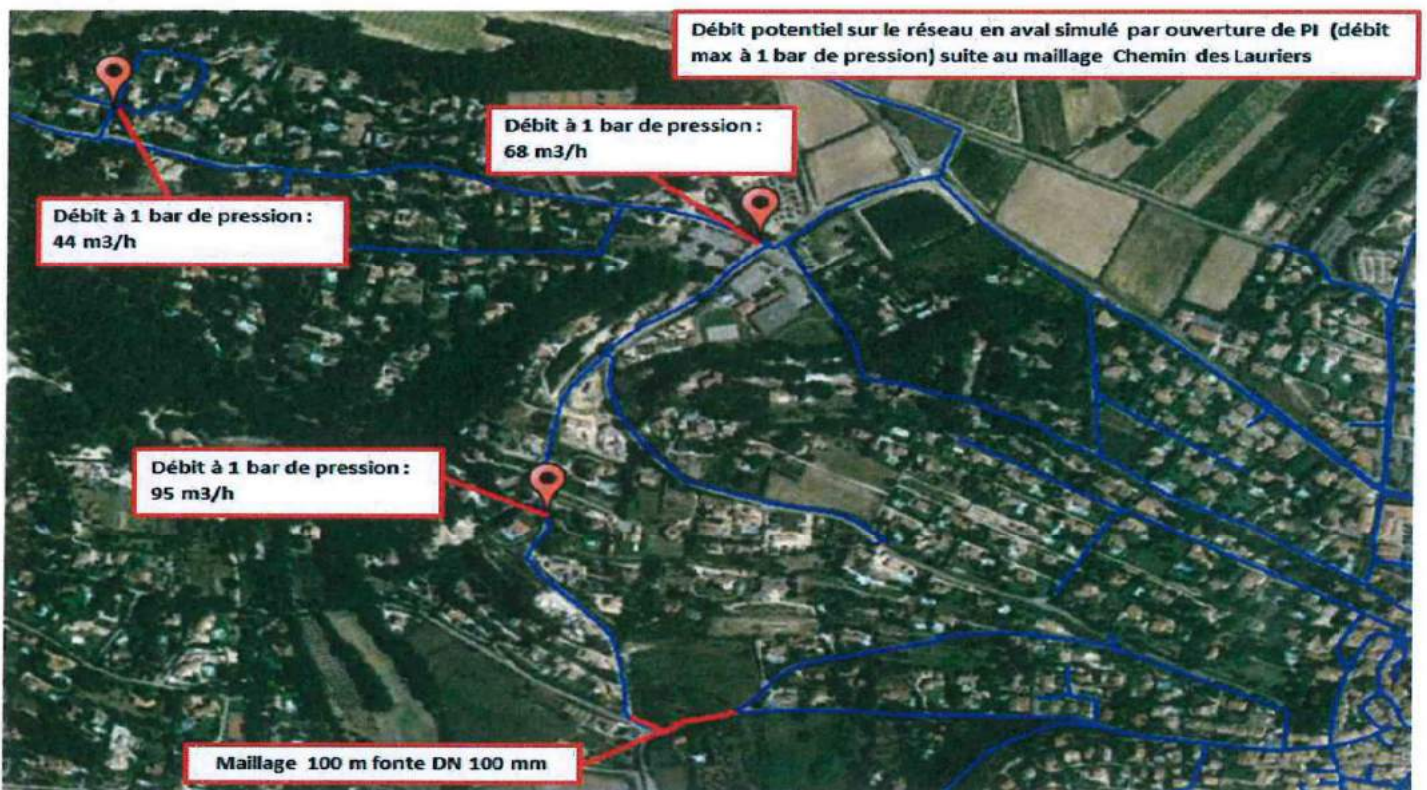 Débit potentiel sur le réseau en aval simulé par ouverture de PI (débit
max à 1 bar de pression) suite au maillage Chemin des Lauriers
Débit à 1 bar de pression :
68 m3/h
Débit à 1 bar de pression :
44 m3/h
Débit à 1 bar de pression :
95 m3/h
Maillage 100 m fonte DN 100 mm